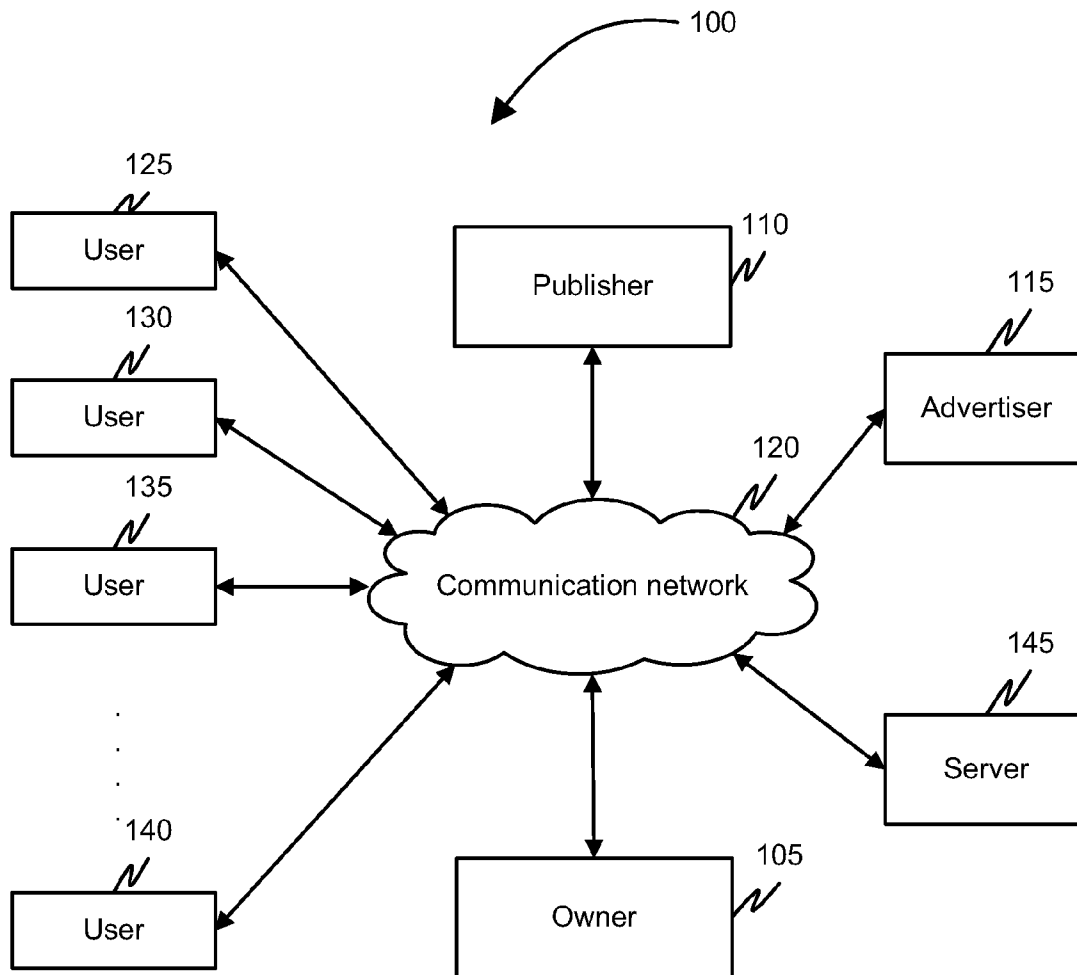 100
125
User
110
Publisher
130
User
115
Advertiser
120
135
User
Communication network
145
Server
140
User
105
Owner